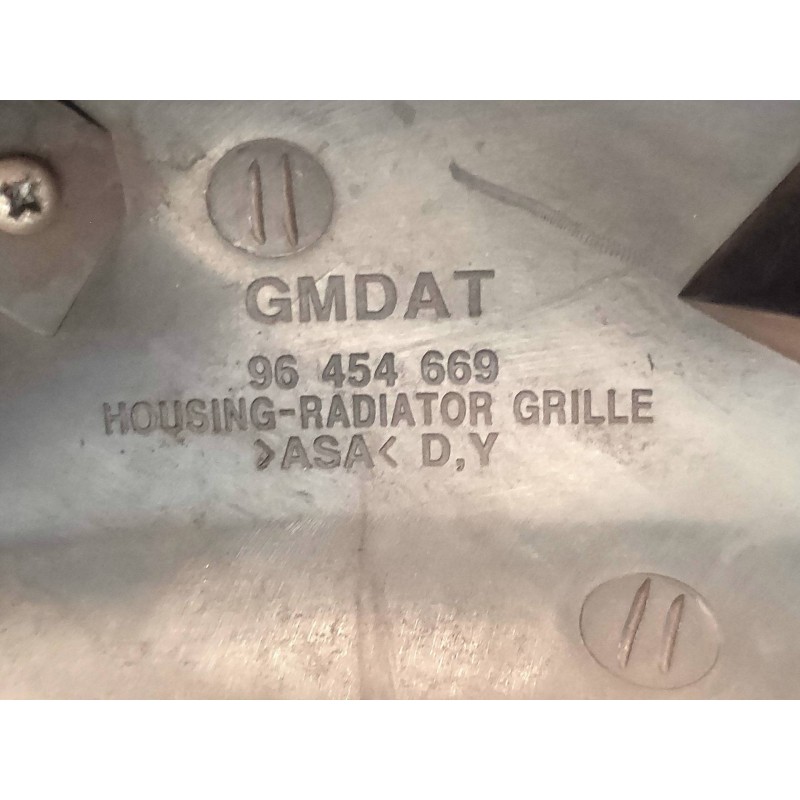 GMDAT
96 454 669
HOUSING-RADIATOR GRILLE
>ASA< D,Y